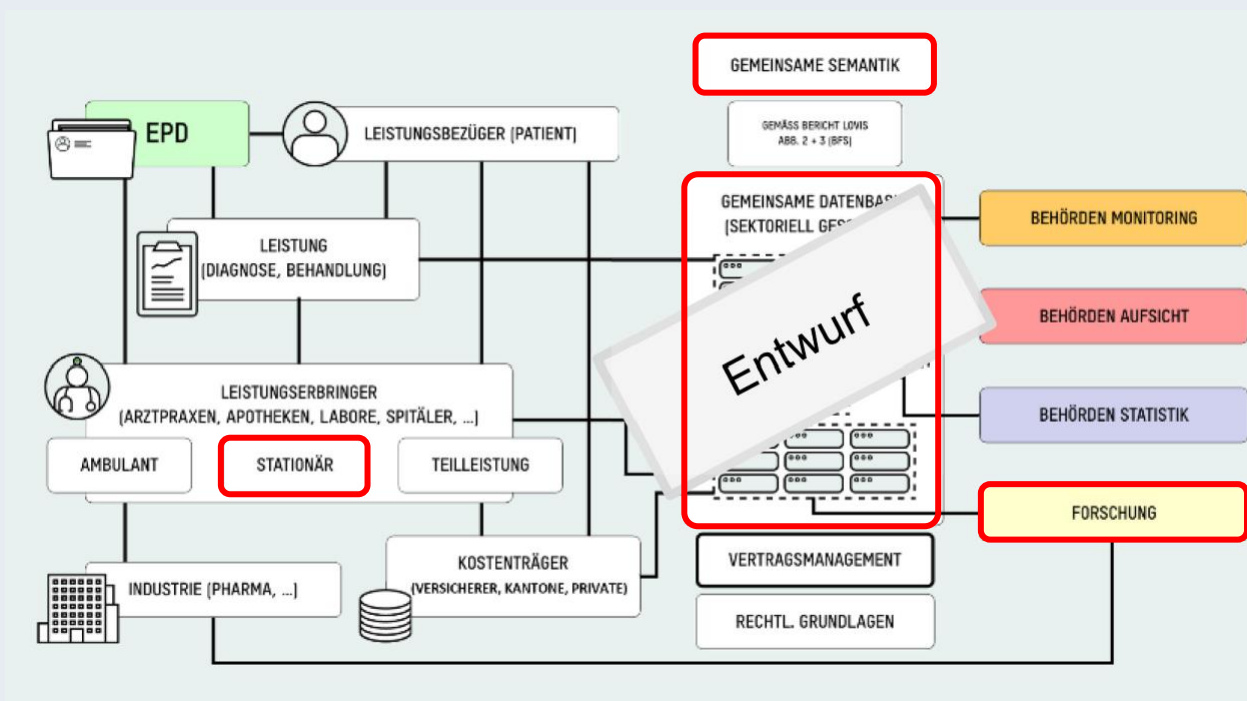 EPD
LEISTUNGSBEZÜGER (PATIENT)
LEISTUNG
(DIAGNOSE, BEHANDLUNG)
LEISTUNGSERBRINGER
(ARZTPRAXEN, APOTHEKEN, LABORE, SPITÄLER, ...)
AMBULANT
STATIONÄR
TEILLEISTUNG
INDUSTRIE (PHARMA, ...)
KOSTENTRÄGER
(VERSICHERER, KANTONE, PRIVATE)
GEMEINSAME SEMANTIK
GEMÄSS BERICHT LOVIS
ABB. 2 + 3 (BFS)
GEMEINSAME
(SEKTORIELL
Entwurf
VERTRAGSMANAGEMENT
RECHTL. GRUNDLAGEN
BEHÖRDEN MONITORING
BEHÖRDEN AUFSICHT
BEHÖRDEN STATISTIK
FORSCHUNG